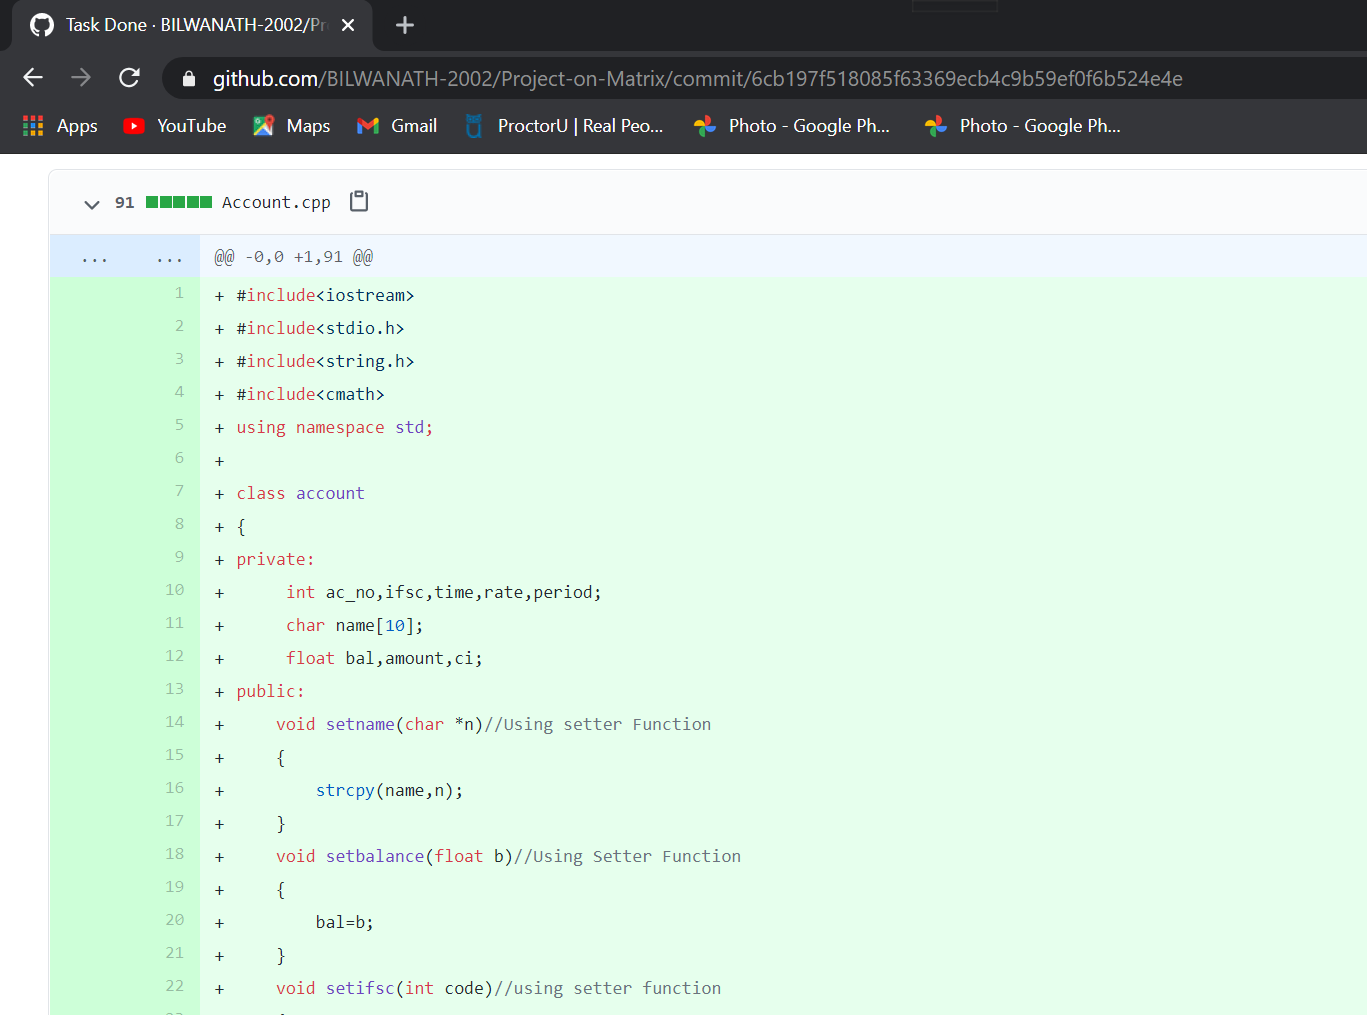 Task Done · BILWANATH-2002/Pr
github.com/BILWANATH-2002/Project-on-Matrix/commit/6cb197f518085f63369ecb4c9b59ef0f6b524e4e
Apps YouTube Maps Gmail ProctorU | Real Peo... Photo - Google Ph... Photo - Google Ph...
91 Account.cpp
... ... @@ -0,0 +1,91 @@
1 + #include<iostream>
2 + #include<stdio.h>
3 + #include<string.h>
4 + #include<cmath>
5 + using namespace std;
6 +
7 + class account
8 + {
9 + private:
10 + int ac_no,ifsc,time,rate,period;
11 + char name[10];
12 + float bal,amount,ci;
13 + public:
14 + void setname(char *n)//Using setter Function
15 + {
16 + strcpy(name,n);
17 + }
18 + void setbalance(float b)//Using Setter Function
19 + {
20 + bal=b;
21 + }
22 + void setifsc(int code)//using setter function